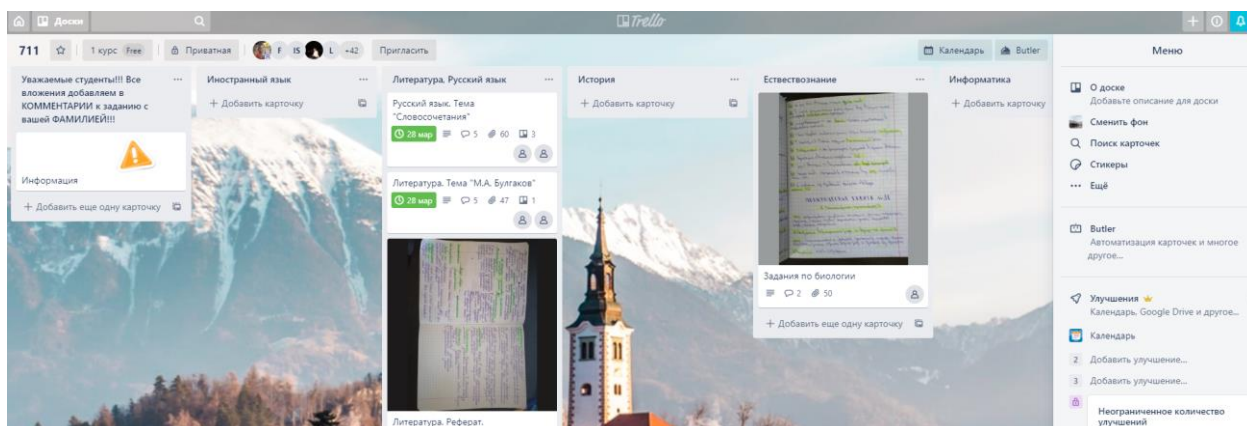 Доски
Trello
711
1 курс Free
Приватная
F IS L +42
Пригласить
Календарь
Butler
Уважаемые студенты!!! Все
вложения добавляем в
КОММЕНТАРИИ к заданию с
вашей ФАМИЛИЕЙ!!!
Информация
+ Добавить еще одну карточку
Иностранный язык
+ Добавить карточку
Литература, Русский язык
Русский язык. Тема
"Словосочетания"
28 мар 5 60 3
Литература. Тема "М.А. Булгаков"
28 мар 5 47 1
Литература. Реферат.
История
+ Добавить карточку
Естествознание
Задания по биологии
2 50
+ Добавить еще одну карточку
Информатика
+ Добавить карточку
Меню
О доске
Добавьте описание для доски
Сменить фон
Поиск карточек
Стикеры
Ещё
Butler
Автоматизация карточек и многое
другое...
Улучшения
Календарь, Google Drive и другое...
Календарь
2 Добавить улучшение...
3 Добавить улучшение...
Неограниченное количество
улучшений